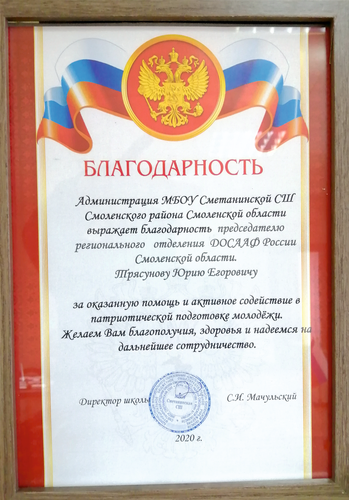 БЛАГОДАРНОСТЬ
Администрация МБОУ Сметанинской СШ
Смоленского района Смоленской области
выражает благодарность председателю
регионального отделения ДОСААФ России
Смоленской области.
Трясунову Юрию Егоровичу
за оказанную помощь и активное содействие в
патриотической подготовке молодёжи.
Желаем Вам благополучия, здоровья и надеемся на
дальнейшее сотрудничество.
Директор школы С.И. Мачульский
Сметанинская
СШ
2020 г.